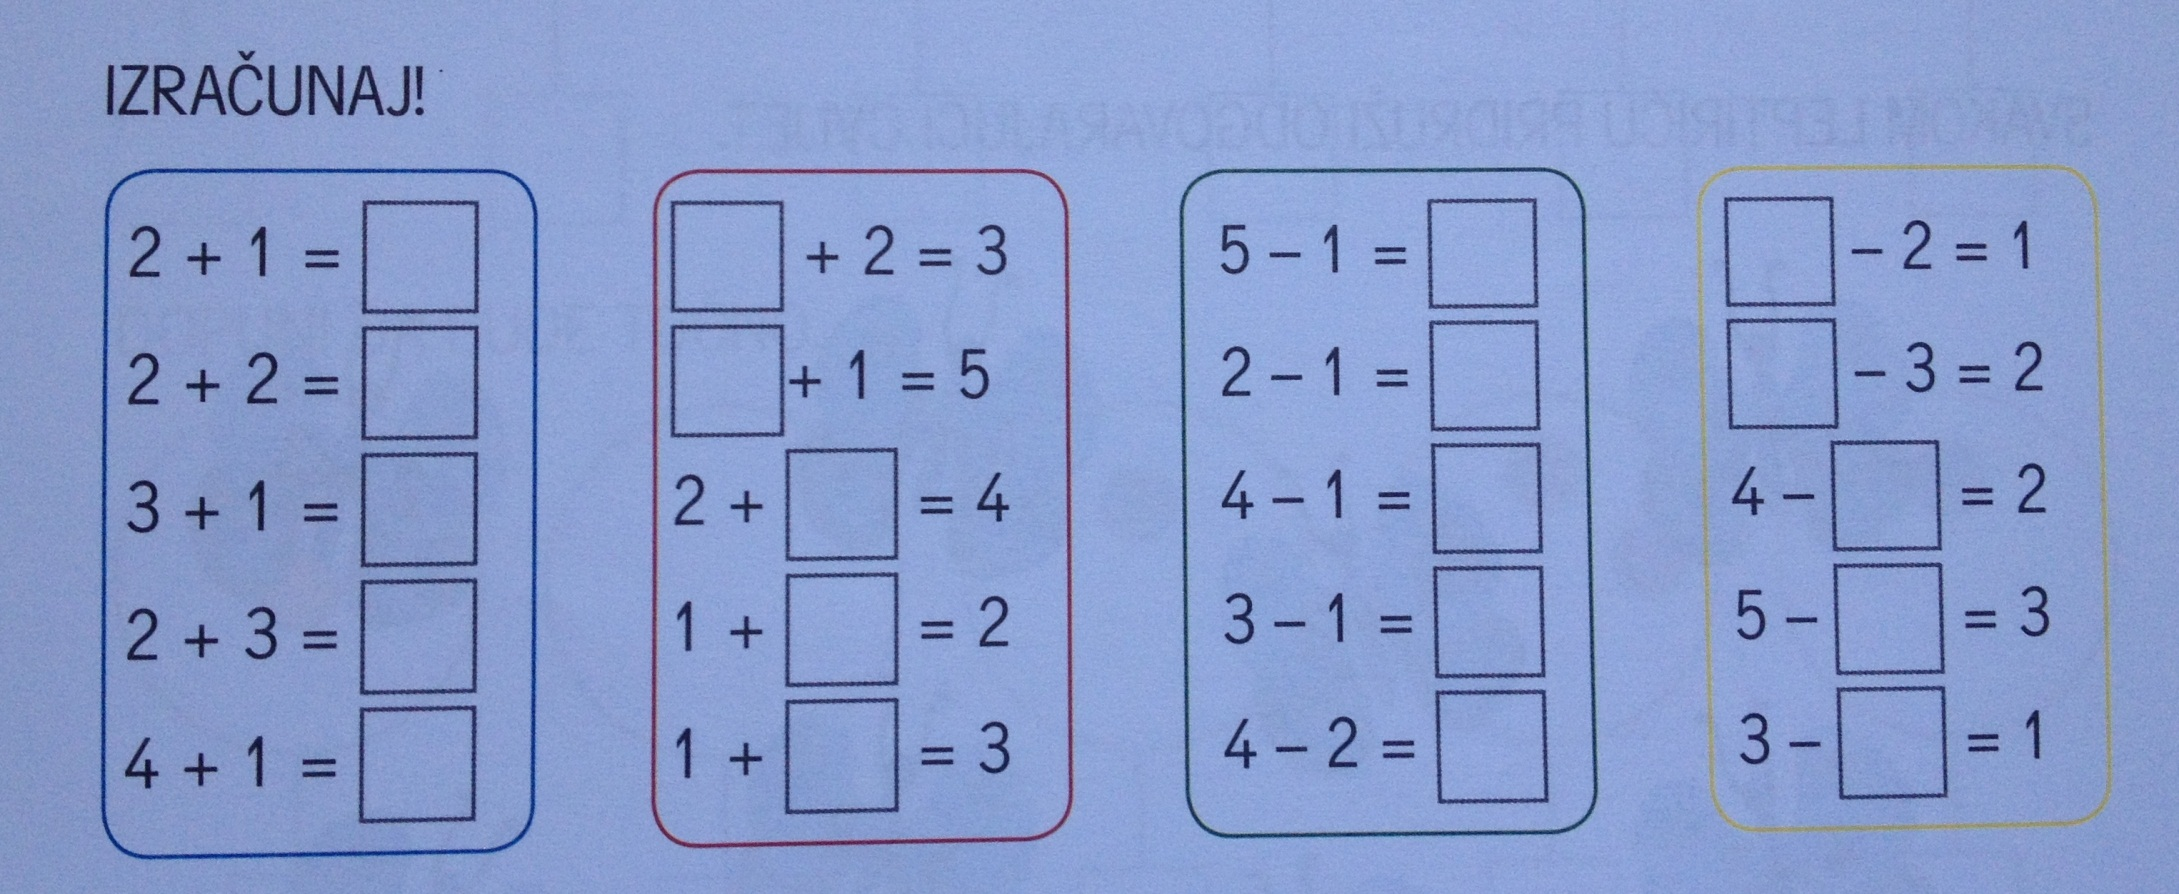 IZRAČUNAJ!
2 + 1 =
2 + 2 =
3 + 1 =
2 + 3 =
4 + 1 =
+ 2 = 3
+ 1 = 5
2 + = 4
1 + = 2
1 + = 3
5 – 1 =
2 – 1 =
4 – 1 =
3 – 1 =
4 – 2 =
– 2 = 1
– 3 = 2
4 – = 2
5 – = 3
3 – = 1